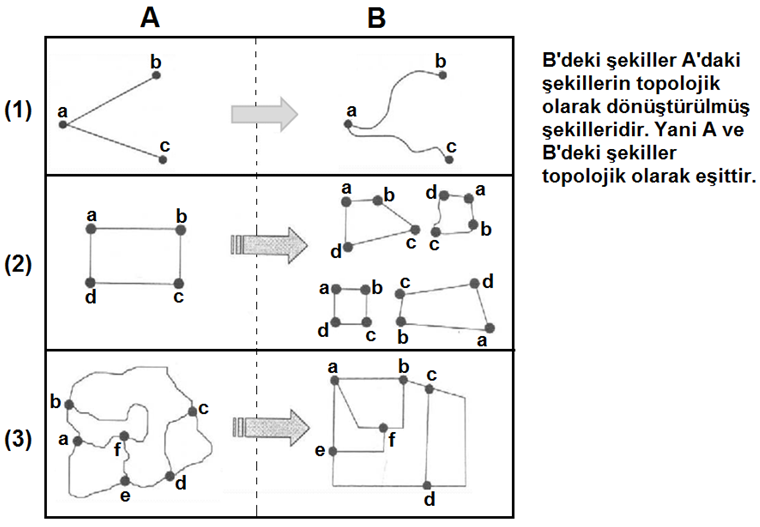 A
B
(1)
a
b
c
a
b
c
B'deki şekiller A'daki
şekillerin topolojik
olarak dönüştürülmüş
şekilleridir. Yani A ve
B'deki şekiller
topolojik olarak eşittir.
(2)
a
b
d
c
a
b
d
c
d
a
c
b
a
b
d
c
c
d
b
a
(3)
b
c
a
f
e
d
a
b
c
f
e
d